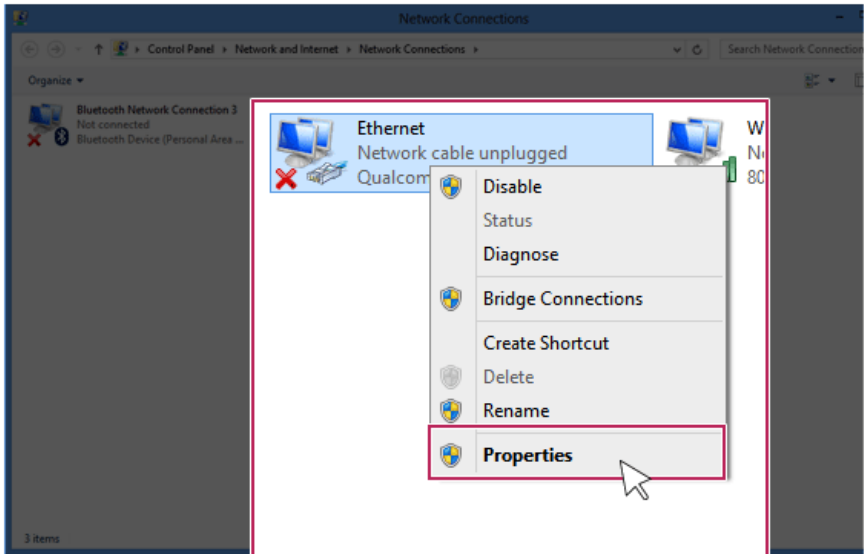 Network Connections
Control Panel Network and Internet Network Connections
Search Network Connection
Organize
Bluetooth Network Connection 3
Not connected
Bluetooth Device (Personal Area ...
Ethernet
Network cable unplugged
Qualcom
W
80
Disable
Status
Diagnose
Bridge Connections
Create Shortcut
Delete
Rename
Properties
3 items